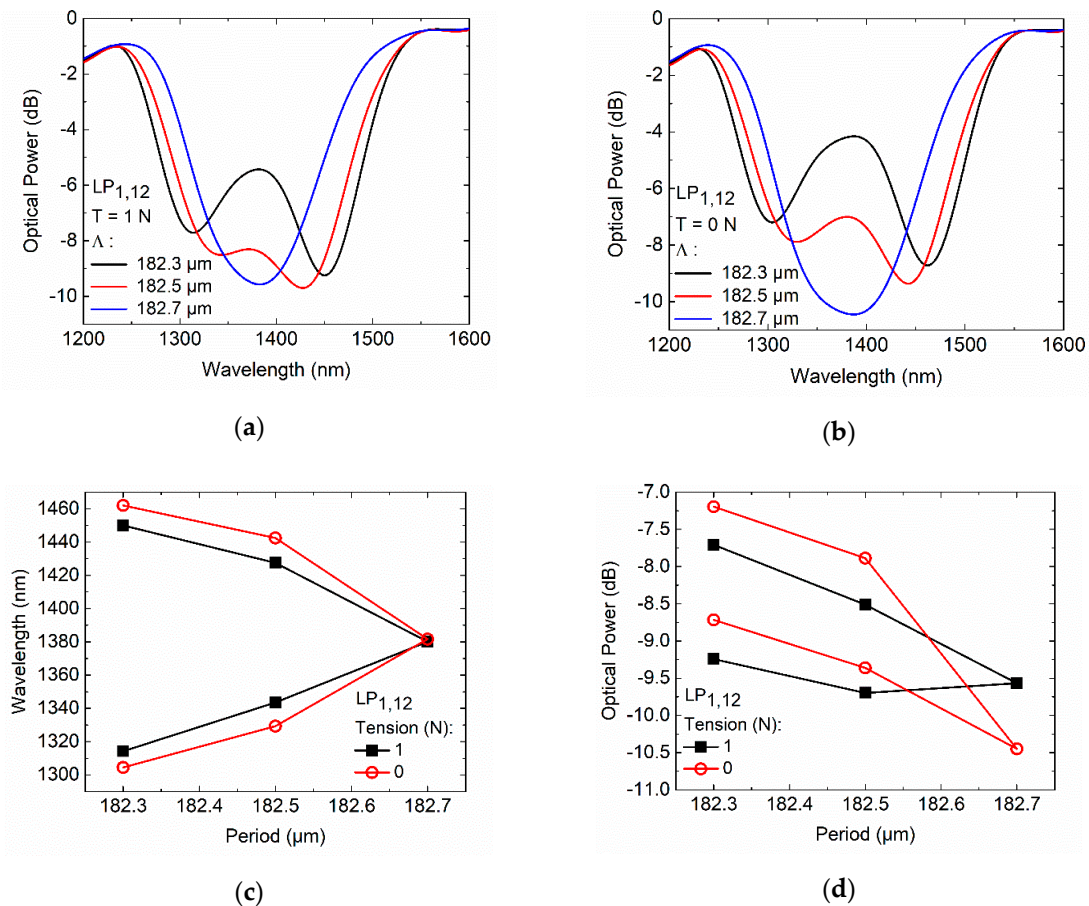 0
-2
-4
-6
-8
-10
Optical Power (dB)
LP1,12
T = 1 N
Λ :
182.3 µm
182.5 µm
182.7 µm
1200 1300 1400 1500 1600
Wavelength (nm)
(a)
0
-2
-4
-6
-8
-10
Optical Power (dB)
LP1,12
T = 0 N
Λ :
182.3 µm
182.5 µm
182.7 µm
1200 1300 1400 1500 1600
Wavelength (nm)
(b)
1460
1440
1420
1400
1380
1360
1340
1320
1300
Wavelength (nm)
LP1,12
Tension (N):
1
0
182.3 182.4 182.5 182.6 182.7
Period (µm)
(c)
-7.0
-7.5
-8.0
-8.5
-9.0
-9.5
-10.0
-10.5
-11.0
Optical Power (dB)
LP1,12
Tension (N):
1
0
182.3 182.4 182.5 182.6 182.7
Period (µm)
(d)